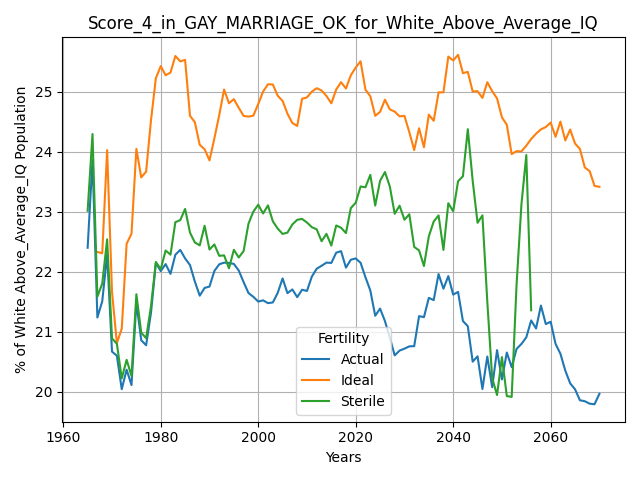 Score_4_in_GAY_MARRIAGE_OK_for_White_Above_Average_IQ
% of White Above_Average_IQ Population
25
24
23
22
21
20
Fertility
Actual
Ideal
Sterile
1960
1980
2000
2020
2040
2060
Years